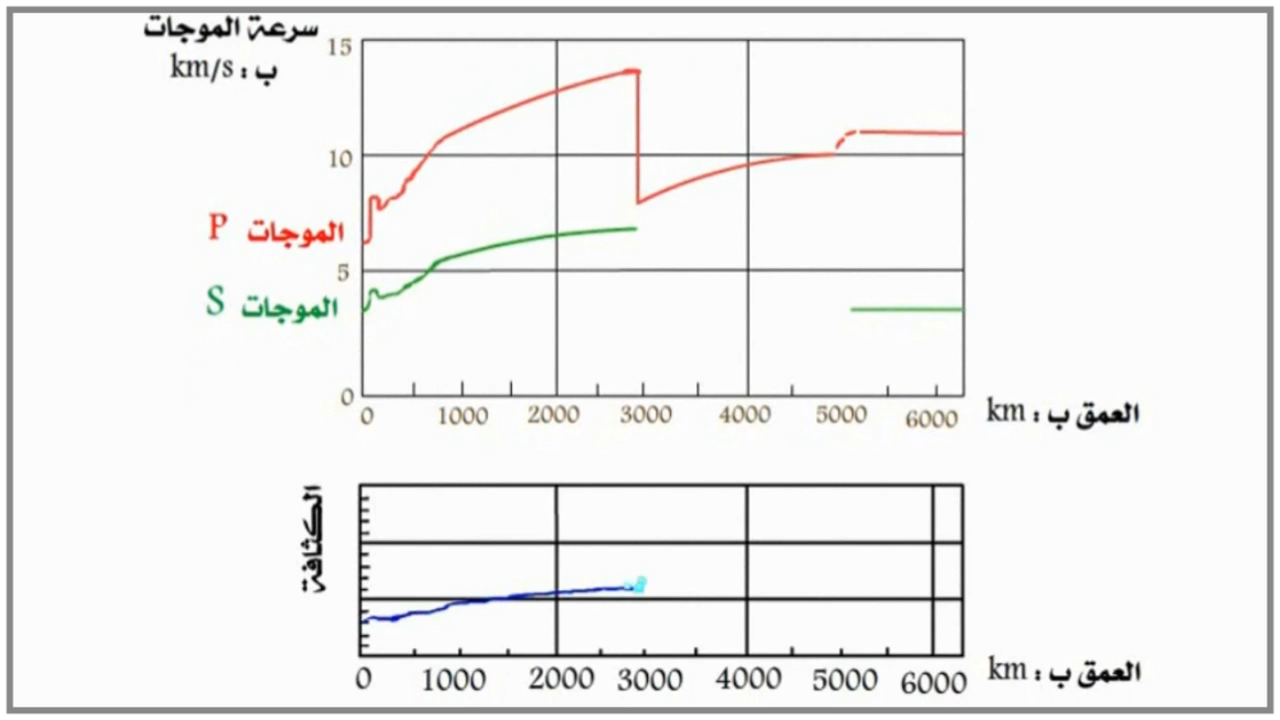 سرعة الموجات
ب : km/s
15
10
الموجات P
5
الموجات S
0
0 1000 2000 3000 4000 5000 6000
العمق ب : km
الكثافة
0 1000 2000 3000 4000 5000 6000
العمق ب : km